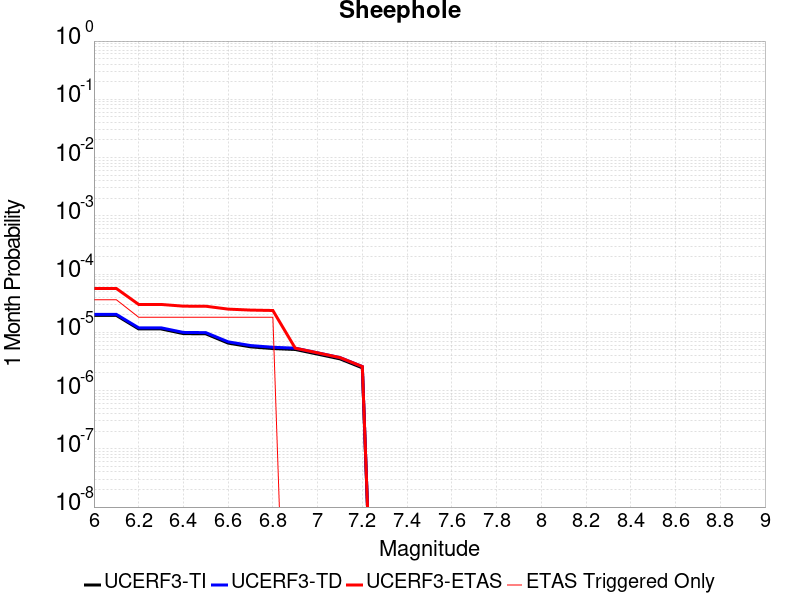 Sheephole
10^0
10^-1
10^-2
10^-3
10^-4
10^-5
10^-6
10^-7
10^-8
1 Month Probability
6 6.2 6.4 6.6 6.8 7 7.2 7.4 7.6 7.8 8 8.2 8.4 8.6 8.8 9
Magnitude
UCERF3-TI UCERF3-TD UCERF3-ETAS ETAS Triggered Only